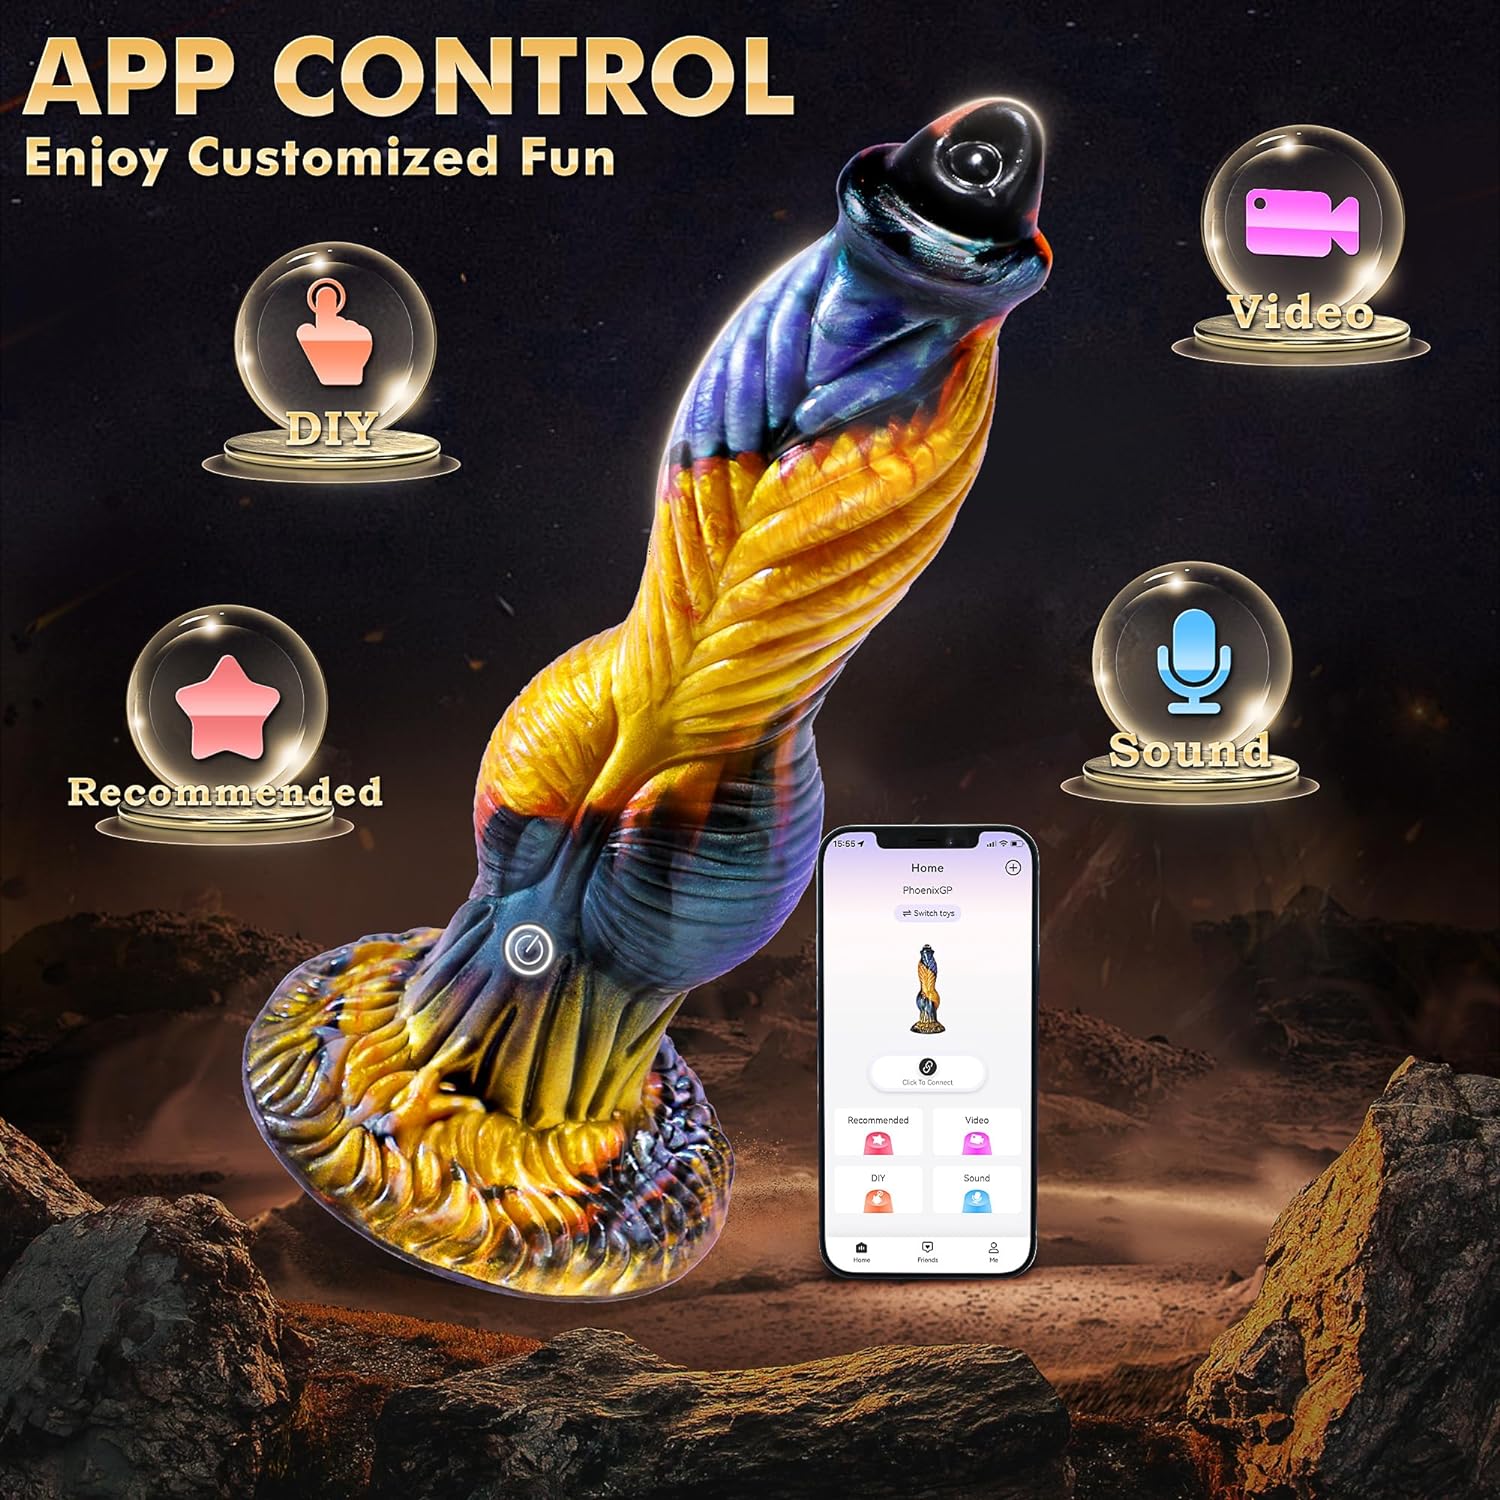 APP CONTROL
Enjoy Customized Fun
Video
DIY
Sound
Recommended
15:55
Home
PhoenixGP
Switch toys
Click To Connect
Recommended
Video
DIY
Sound
Home
Friends
Me